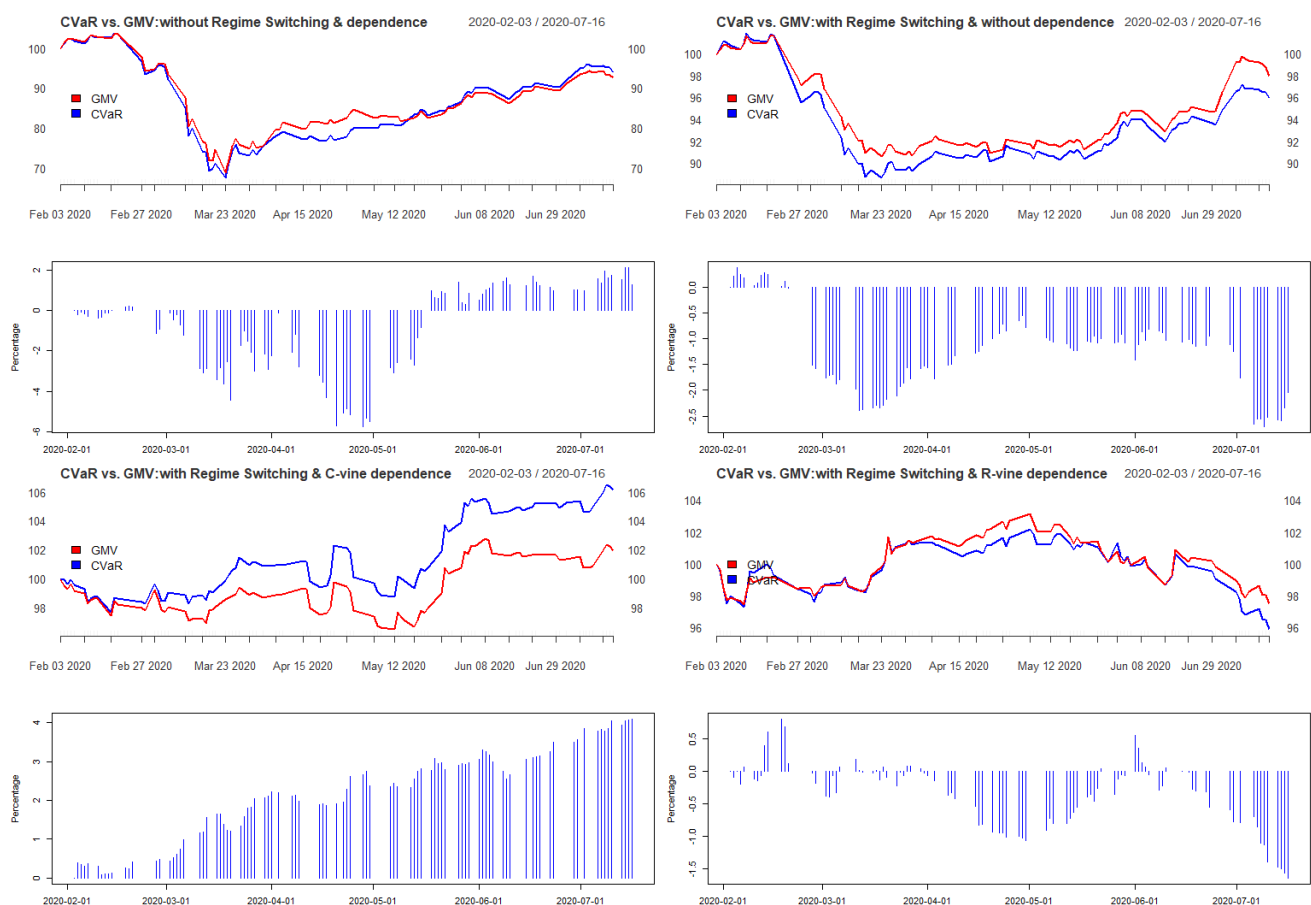 CVaR vs. GMV:without Regime Switching & dependence 2020-02-03 / 2020-07-16
100 100
90 90
GMV
CVaR
80 80
70 70
Feb 03 2020 Feb 27 2020 Mar 23 2020 Apr 15 2020 May 12 2020 Jun 08 2020 Jun 29 2020
Percentage
2
0
-2
-4
-6
2020-02-01 2020-03-01 2020-04-01 2020-05-01 2020-06-01 2020-07-01
CVaR vs. GMV:with Regime Switching & without dependence 2020-02-03 / 2020-07-16
100 100
98 98
96 96
GMV
CVaR
94 94
92 92
90 90
Feb 03 2020 Feb 27 2020 Mar 23 2020 Apr 15 2020 May 12 2020 Jun 08 2020 Jun 29 2020
Percentage
0.0
-0.5
-1.0
-1.5
-2.0
-2.5
2020-02-01 2020-03-01 2020-04-01 2020-05-01 2020-06-01 2020-07-01
CVaR vs. GMV:with Regime Switching & C-vine dependence 2020-02-03 / 2020-07-16
106 106
104 104
102 102
GMV
CVaR
100 100
98 98
Feb 03 2020 Feb 27 2020 Mar 23 2020 Apr 15 2020 May 12 2020 Jun 08 2020 Jun 29 2020
Percentage
4
3
2
1
0
2020-02-01 2020-03-01 2020-04-01 2020-05-01 2020-06-01 2020-07-01
CVaR vs. GMV:with Regime Switching & R-vine dependence 2020-02-03 / 2020-07-16
104 104
102 102
100 100
GMV
CVaR
98 98
96 96
Feb 03 2020 Feb 27 2020 Mar 23 2020 Apr 15 2020 May 12 2020 Jun 08 2020 Jun 29 2020
Percentage
0.5
0.0
-0.5
-1.0
-1.5
2020-02-01 2020-03-01 2020-04-01 2020-05-01 2020-06-01 2020-07-01